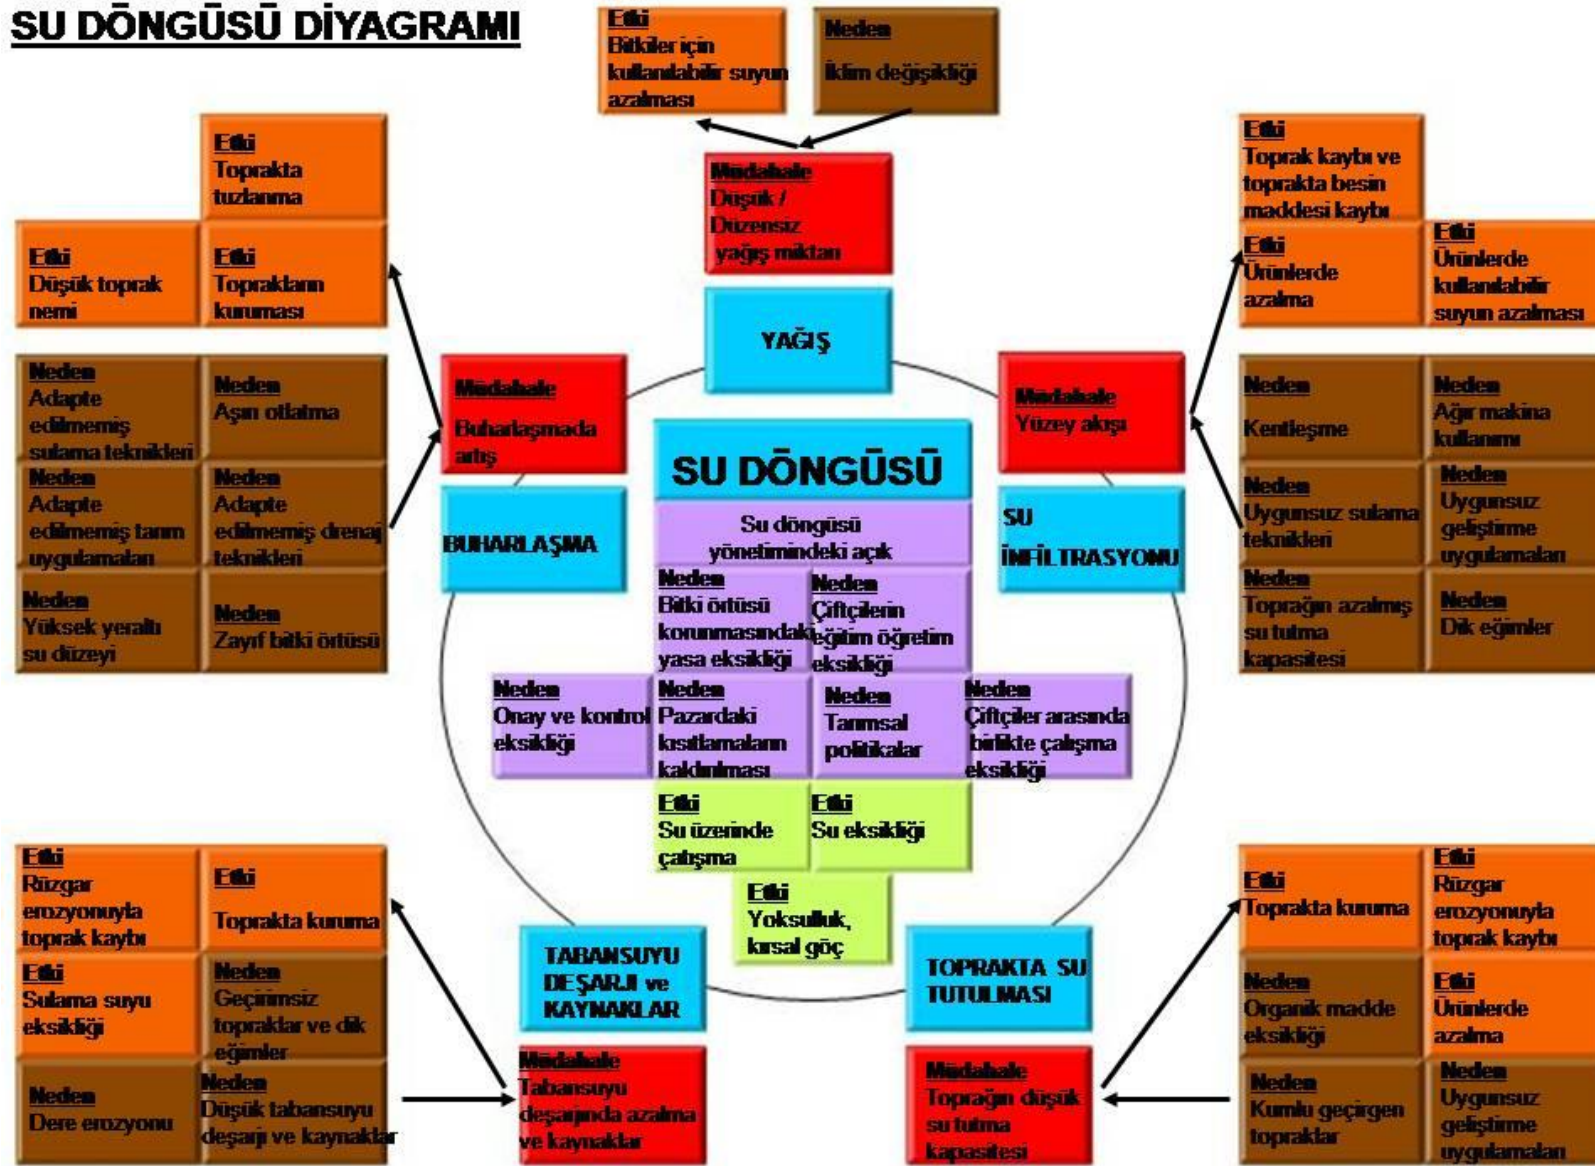 SU DÖNGÜSÜ DİYAGRAMI
Etki
Bitkiler için
kullanılabilir suyun
azalması
Neden
İklim değişikliği
Müdahale
Düşük /
Düzensiz
yağış miktarı
YAĞIŞ
Etki
Toprakta
tuzlanma
Etki
Düşük toprak
nemi
Etki
Toprakların
kuruması
Neden
Adapte
edilmemiş
sulama teknikleri
Neden
Aşırı otlatma
Neden
Adapte
edilmemiş tarım
uygulamaları
Neden
Adapte
edilmemiş drenaj
teknikleri
Neden
Yüksek yeraltı
su düzeyi
Neden
Zayıf bitki örtüsü
Müdahale
Buharlaşmada
artış
BUHARLAŞMA
Etki
Toprak kaybı ve
toprakta besin
maddesi kaybı
Etki
Ürünlerde
azalma
Etki
Ürünlerde
kullanılabilir
suyun azalması
Müdahale
Yüzey akışı
SU
İNFİLTRASYONU
Neden
Kentleşme
Neden
Ağır makina
kullanımı
Neden
Uygunsuz sulama
teknikleri
Neden
Uygunsuz
geliştirme
uygulamaları
Neden
Toprağın azalmış
su tutma
kapasitesi
Neden
Dik eğimler
SU DÖNGÜSÜ
Su döngüsü
yönetimindeki açık
Neden
Bitki örtüsü
korunmasındaki
yasa eksikliği
Neden
Çiftçilerin
eğitim öğretim
eksikliği
Neden
Onay ve kontrol
eksikliği
Neden
Pazardaki
kısıtlamaların
kaldırılması
Neden
Tarımsal
politikalar
Neden
Çiftçiler arasında
birlikte çalışma
eksikliği
Etki
Su üzerinde
çatışma
Etki
Su eksikliği
Etki
Yoksulluk,
kırsal göç
Etki
Rüzgar
erozyonuyla
toprak kaybı
Etki
Toprakta kuruma
Etki
Sulama suyu
eksikliği
Neden
Geçirimsiz
topraklar ve dik
eğimler
Neden
Dere erozyonu
Neden
Düşük tabansuyu
deşarjı ve kaynaklar
TABANSUYU
DEŞARJI ve
KAYNAKLAR
Müdahale
Tabansuyu
deşarjında azalma
ve kaynaklar
TOPRAKTA SU
TUTULMASI
Müdahale
Toprağın düşük
su tutma
kapasitesi
Etki
Toprakta kuruma
Etki
Rüzgar
erozyonuyla
toprak kaybı
Neden
Organik madde
eksikliği
Etki
Ürünlerde
azalma
Neden
Kumlu geçirgen
topraklar
Neden
Uygunsuz
geliştirme
uygulamaları